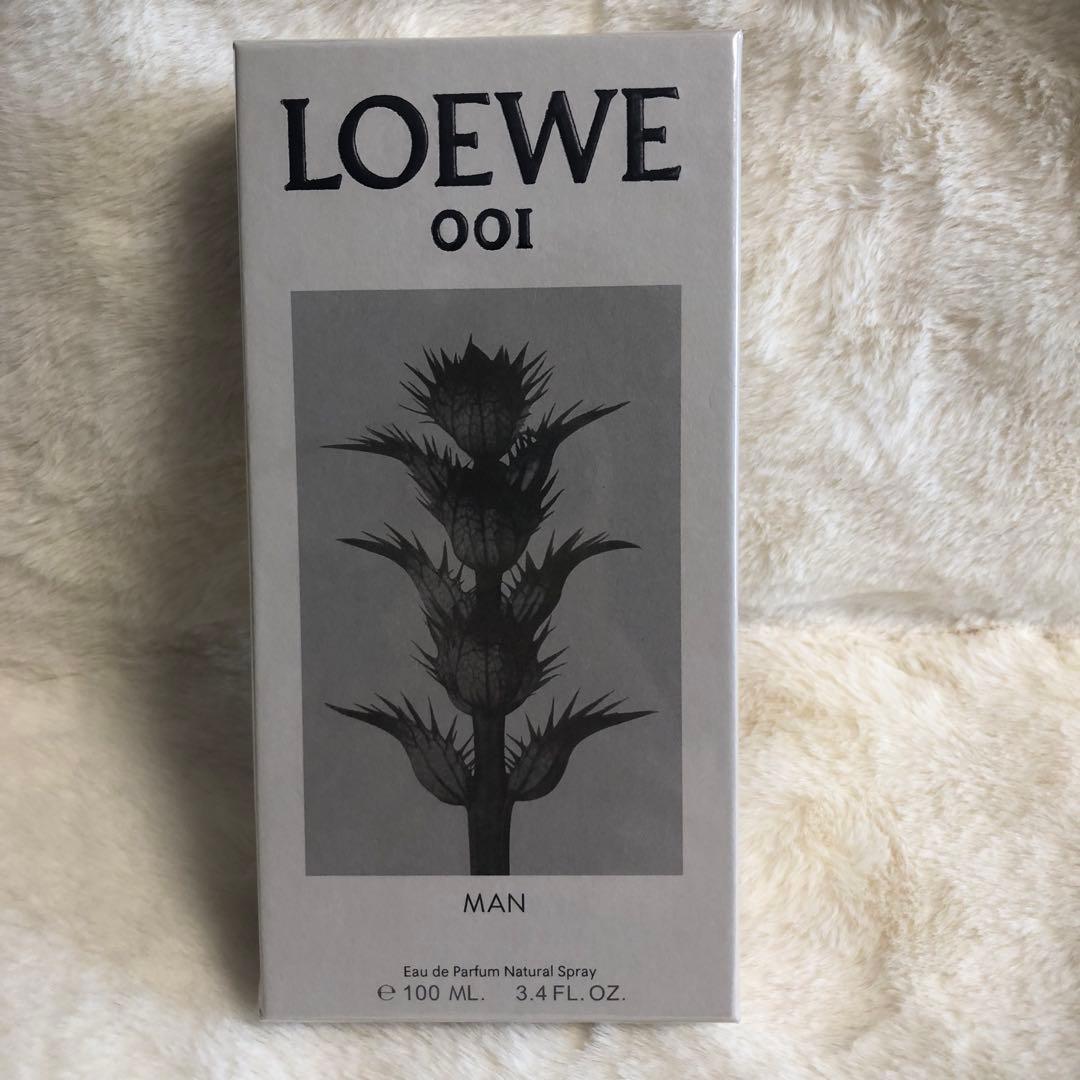 LOEWE
001
MAN
Eau de Parfum Natural Spray
℮ 100 ML. 3.4 FL. OZ.